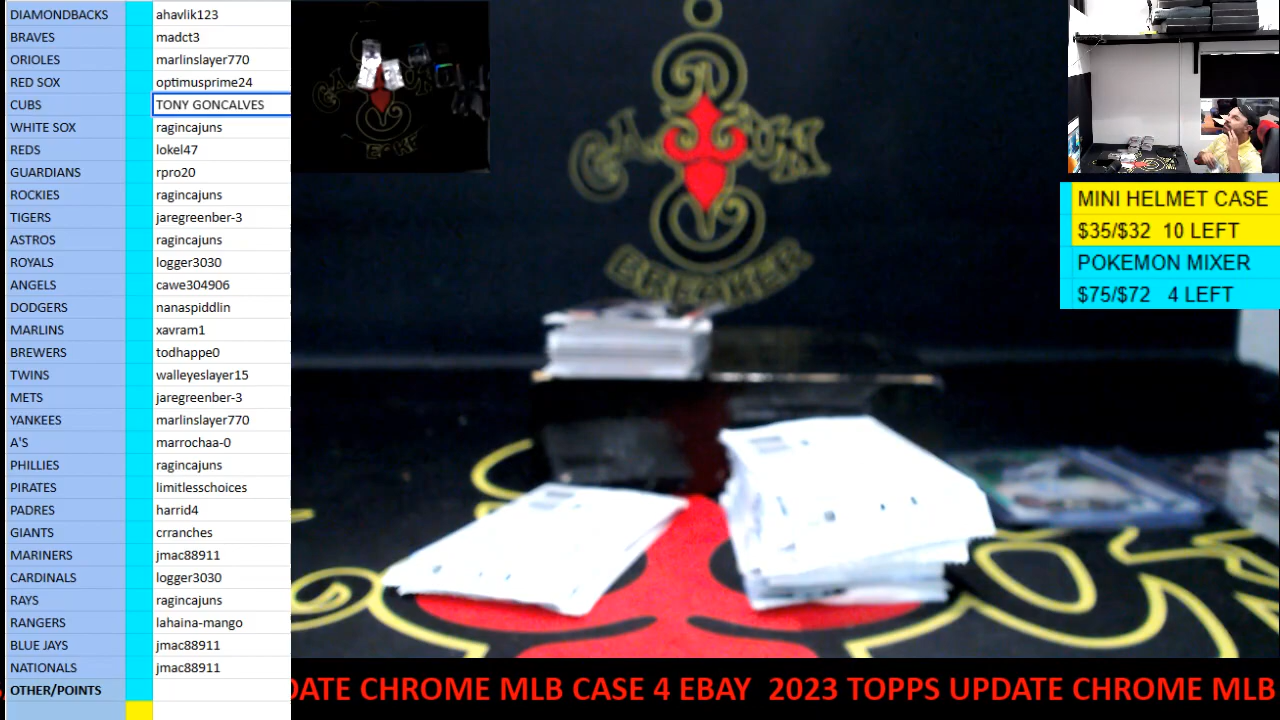 DIAMONDBACKS ahavlik123
BRAVES madct3
ORIOLES marlinslayer770
RED SOX optimusprime24
CUBS TONY GONCALVES
WHITE SOX ragincajuns
REDS lokel47
GUARDIANS rpro20
ROCKIES ragincajuns
TIGERS jaregreenber-3
ASTROS ragincajuns
ROYALS logger3030
ANGELS cawe304906
DODGERS nanaspiddlin
MARLINS xavram1
BREWERS todhappe0
TWINS walleyeslayer15
METS jaregreenber-3
YANKEES marlinslayer770
A'S marrochaa-0
PHILLIES ragincajuns
PIRATES limitlesschoices
PADRES harrid4
GIANTS crranches
MARINERS jmac88911
CARDINALS logger3030
RAYS ragincajuns
RANGERS lahaina-mango
BLUE JAYS jmac88911
NATIONALS jmac88911
OTHER/POINTS
CAJUN
BREAKER
MINI HELMET CASE
$35/$32 10 LEFT
POKEMON MIXER
$75/$72 4 LEFT
DATE CHROME MLB CASE 4 EBAY 2023 TOPPS UPDATE CHROME MLB